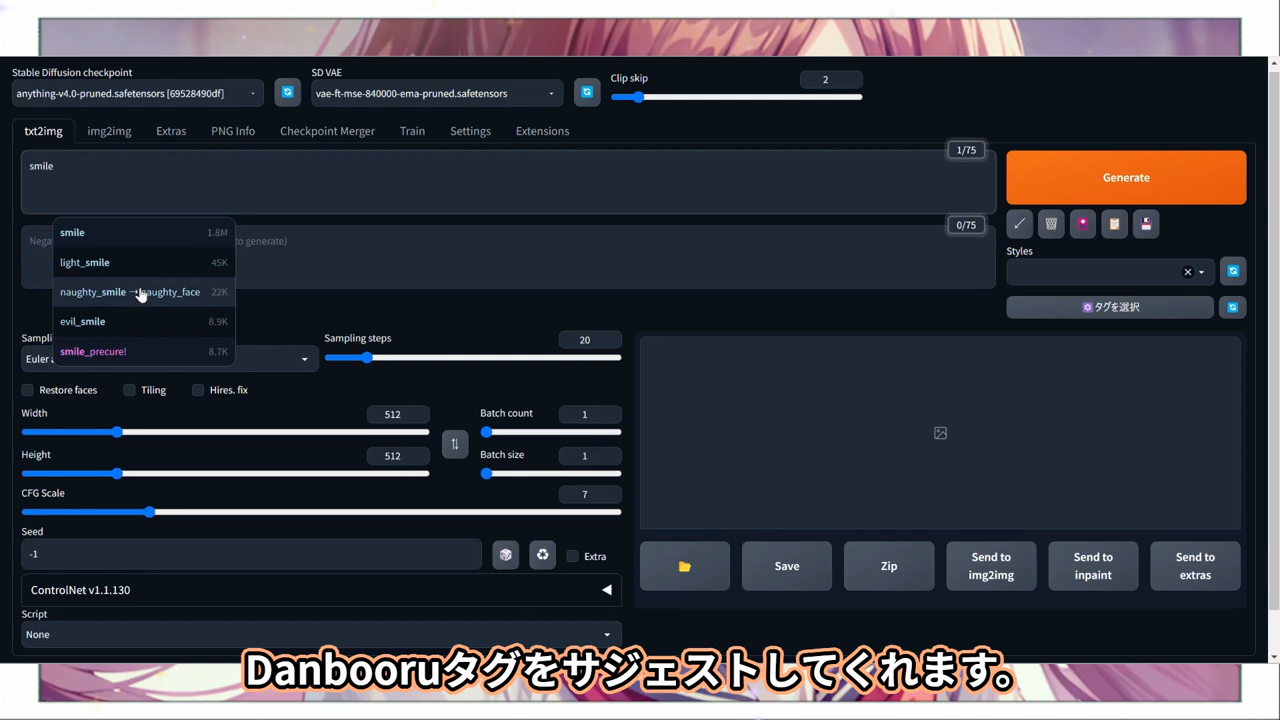 Stable Diffusion checkpoint
SD VAE
Clip skip
2
anything-v4.0-pruned.safetensors [69528490df]
vae-ft-mse-840000-ema-pruned.safetensors
txt2img
img2img
Extras
PNG Info
Checkpoint Merger
Train
Settings
Extensions
smile
1/75
Generate
0/75
smile 1.8M
light_smile 45K
naughty_smile → naughty_face 22K
evil_smile 8.9K
smile_precure! 8.7K
Styles
タグを選択
Sampling steps
20
Restore faces
Tiling
Hires. fix
Width
512
Batch count
1
Height
512
Batch size
1
CFG Scale
7
Seed
-1
Extra
ControlNet v1.1.130
Script
None
Save
Zip
Send to
img2img
Send to
inpaint
Send to
extras
Danbooruタグをサジェストしてくれます。